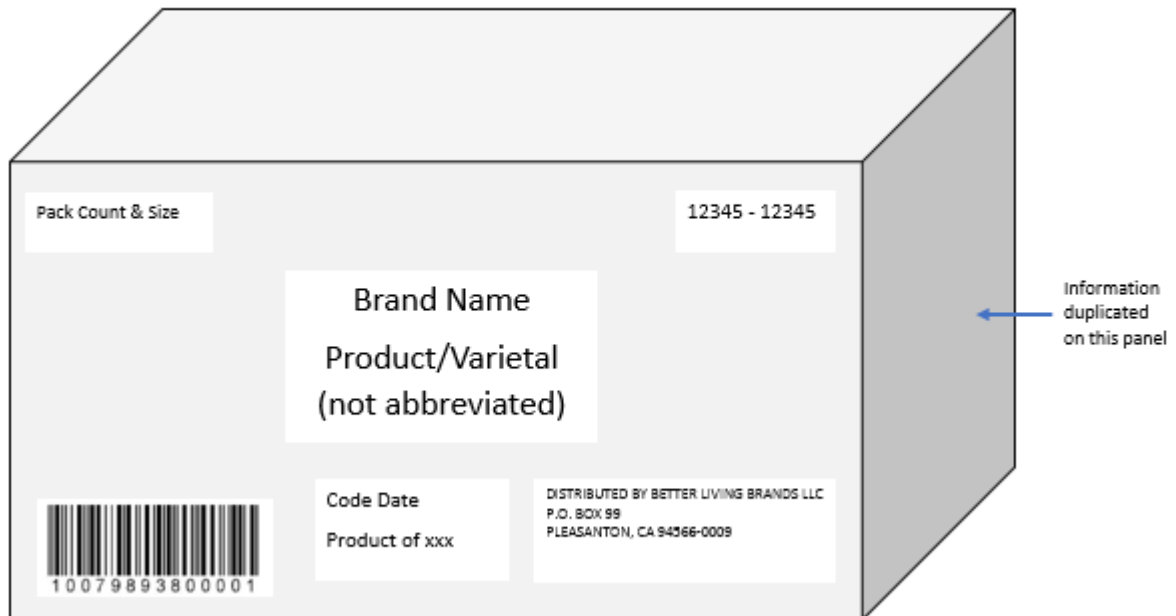 Pack Count & Size
12345 - 12345
Brand Name
Product/Varietal
(not abbreviated)
Information
duplicated
on this panel
Code Date
Product of xxx
DISTRIBUTED BY BETTER LIVING BRANDS LLC
P.O. BOX 99
PLEASANTON, CA 94566-0009
10079893800001